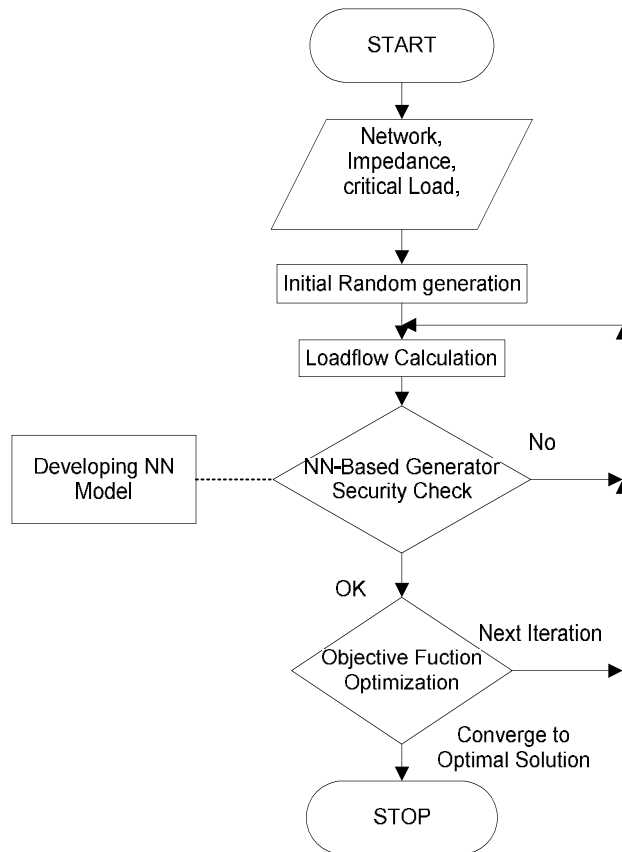 START
Network,
Impedance,
critical Load,
Initial Random generation
Loadflow Calculation
No
NN-Based Generator
Security Check
Developing NN
Model
OK
Next Iteration
Objective Fuction
Optimization
Converge to
Optimal Solution
STOP